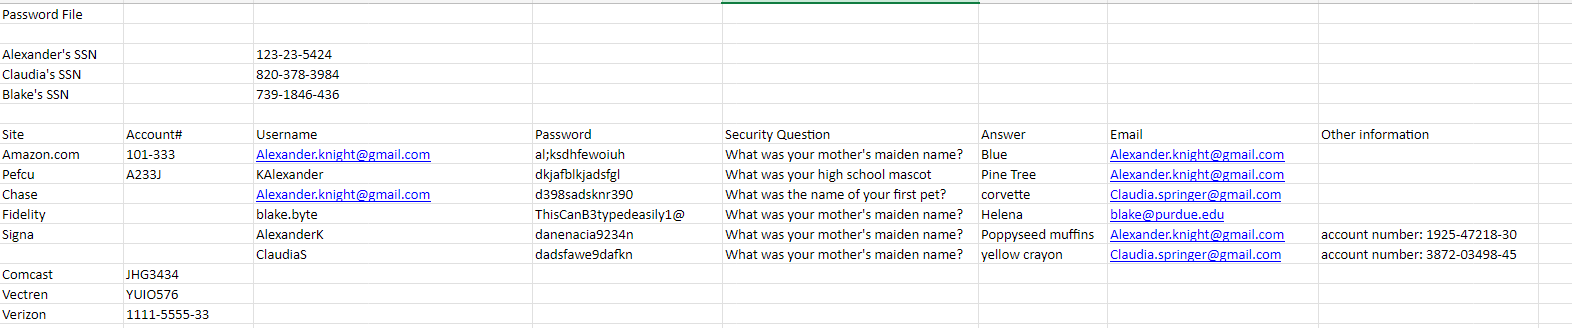 Password File
Alexander's SSN 123-23-5424
Claudia's SSN 820-378-3984
Blake's SSN 739-1846-436
Site Account# Username Password Security Question Answer Email Other information
Amazon.com 101-333 Alexander.knight@gmail.com al;ksdhfewoiuh What was your mother's maiden name? Blue Alexander.knight@gmail.com
Pefcu A233J KAlexander dkjafblkjadsfgl What was your high school mascot Pine Tree Alexander.knight@gmail.com
Chase Alexander.knight@gmail.com d398sadsknr390 What was the name of your first pet? corvette Claudia.springer@gmail.com
Fidelity blake.byte ThisCanB3typedeasily1@ What was your mother's maiden name? Helena blake@purdue.edu
Signa AlexanderK danenacia9234n What was your mother's maiden name? Poppyseed muffins Alexander.knight@gmail.com account number: 1925-47218-30
ClaudiaS dadsfawe9dafkn What was your mother's maiden name? yellow crayon Claudia.springer@gmail.com account number: 3872-03498-45
Comcast JHG3434
Vectren YUIO576
Verizon 1111-5555-33